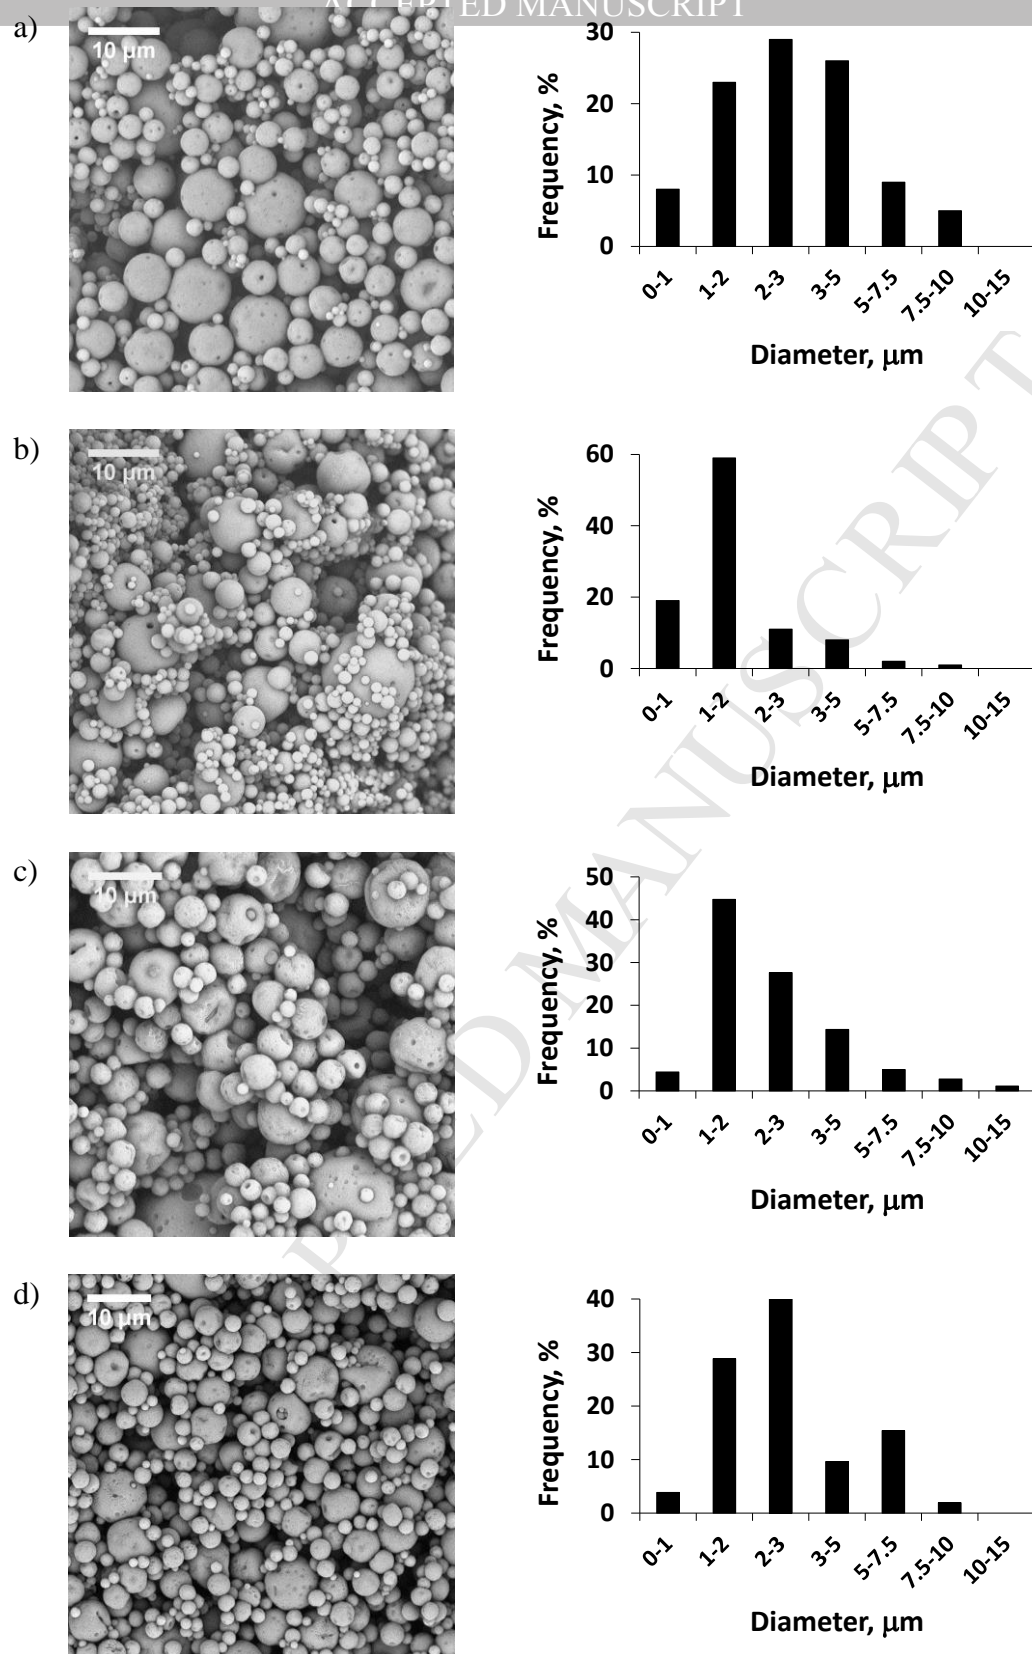 ACCEPTED MANUSCRIPT
a)
10 µm
Frequency, %
30
20
10
0
0-1
1-2
2-3
3-5
5-7.5
7.5-10
10-15
Diameter, µm
b)
10 µm
Frequency, %
60
40
20
0
0-1
1-2
2-3
3-5
5-7.5
7.5-10
10-15
Diameter, µm
c)
10 µm
Frequency, %
50
40
30
20
10
0
0-1
1-2
2-3
3-5
5-7.5
7.5-10
10-15
Diameter, µm
d)
10 µm
Frequency, %
40
30
20
10
0
0-1
1-2
2-3
3-5
5-7.5
7.5-10
10-15
Diameter, µm
PTED MANUSCRIPT